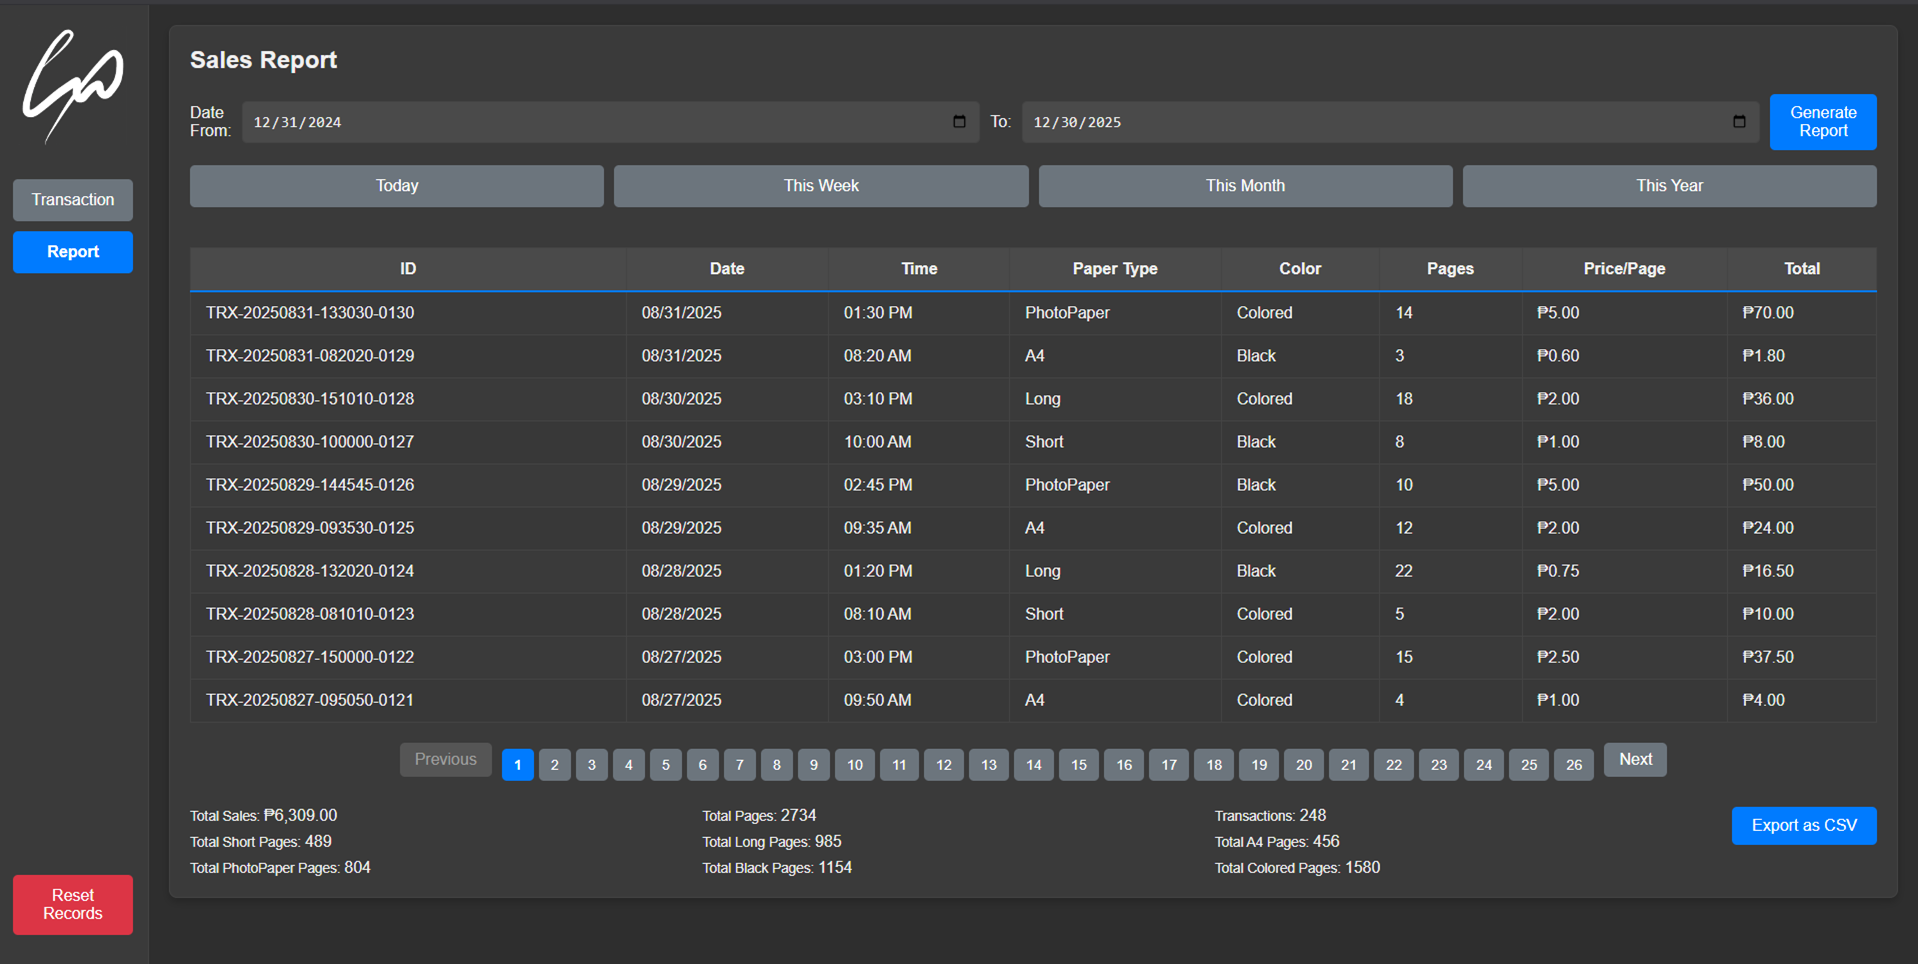 Sales Report
Date From: 12/31/2024 To: 12/30/2025 Generate Report
Today This Week This Month This Year
Transaction
Report
ID Date Time Paper Type Color Pages Price/Page Total
TRX-20250831-133030-0130 08/31/2025 01:30 PM PhotoPaper Colored 14 ₱5.00 ₱70.00
TRX-20250831-082020-0129 08/31/2025 08:20 AM A4 Black 3 ₱0.60 ₱1.80
TRX-20250830-151010-0128 08/30/2025 03:10 PM Long Colored 18 ₱2.00 ₱36.00
TRX-20250830-100000-0127 08/30/2025 10:00 AM Short Black 8 ₱1.00 ₱8.00
TRX-20250829-144545-0126 08/29/2025 02:45 PM PhotoPaper Black 10 ₱5.00 ₱50.00
TRX-20250829-093530-0125 08/29/2025 09:35 AM A4 Colored 12 ₱2.00 ₱24.00
TRX-20250828-132020-0124 08/28/2025 01:20 PM Long Black 22 ₱0.75 ₱16.50
TRX-20250828-081010-0123 08/28/2025 08:10 AM Short Colored 5 ₱2.00 ₱10.00
TRX-20250827-150000-0122 08/27/2025 03:00 PM PhotoPaper Colored 15 ₱2.50 ₱37.50
TRX-20250827-095050-0121 08/27/2025 09:50 AM A4 Colored 4 ₱1.00 ₱4.00
Previous 1 2 3 4 5 6 7 8 9 10 11 12 13 14 15 16 17 18 19 20 21 22 23 24 25 26 Next
Total Sales: ₱6,309.00 Total Pages: 2734 Transactions: 248 Export as CSV
Total Short Pages: 489 Total Long Pages: 985 Total A4 Pages: 456
Total PhotoPaper Pages: 804 Total Black Pages: 1154 Total Colored Pages: 1580
Reset
Records